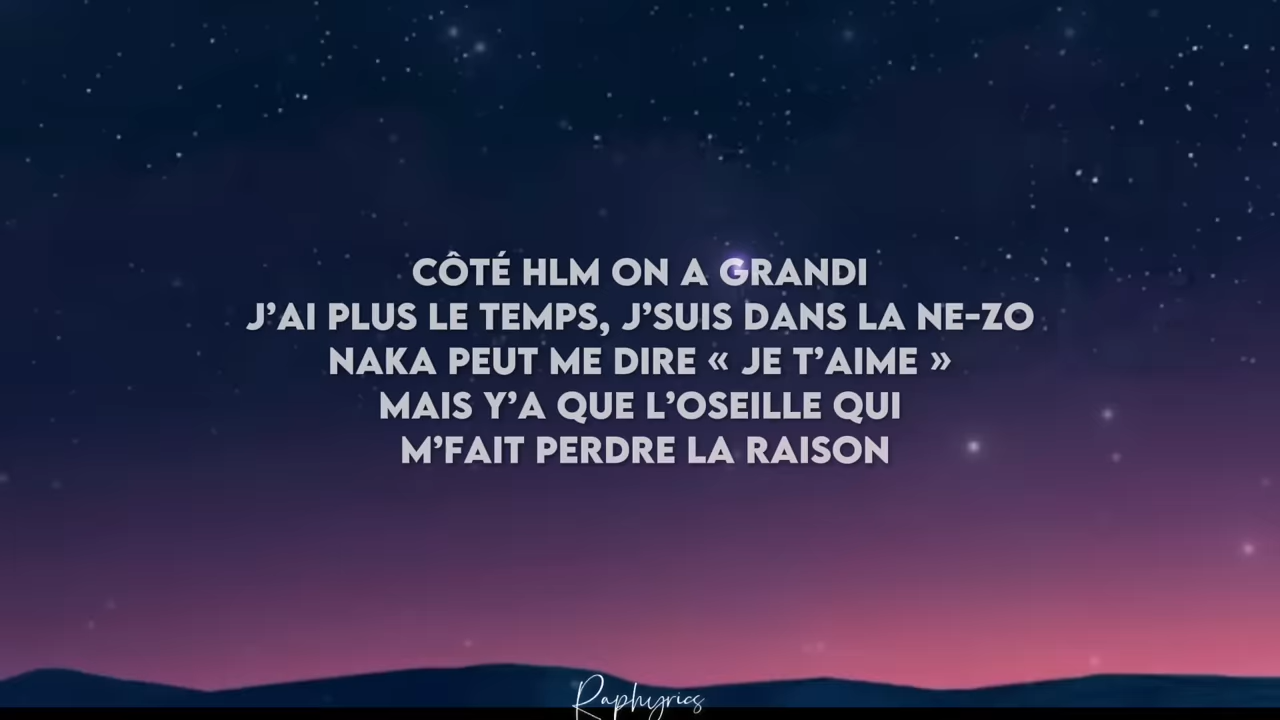 CÔTÉ HLM ON A GRANDI
J’AI PLUS LE TEMPS, J’SUIS DANS LA NE-ZO
NAKA PEUT ME DIRE « JE T’AIME »
MAIS Y’A QUE L’OSEILLE QUI
M’FAIT PERDRE LA RAISON
Raphyrics